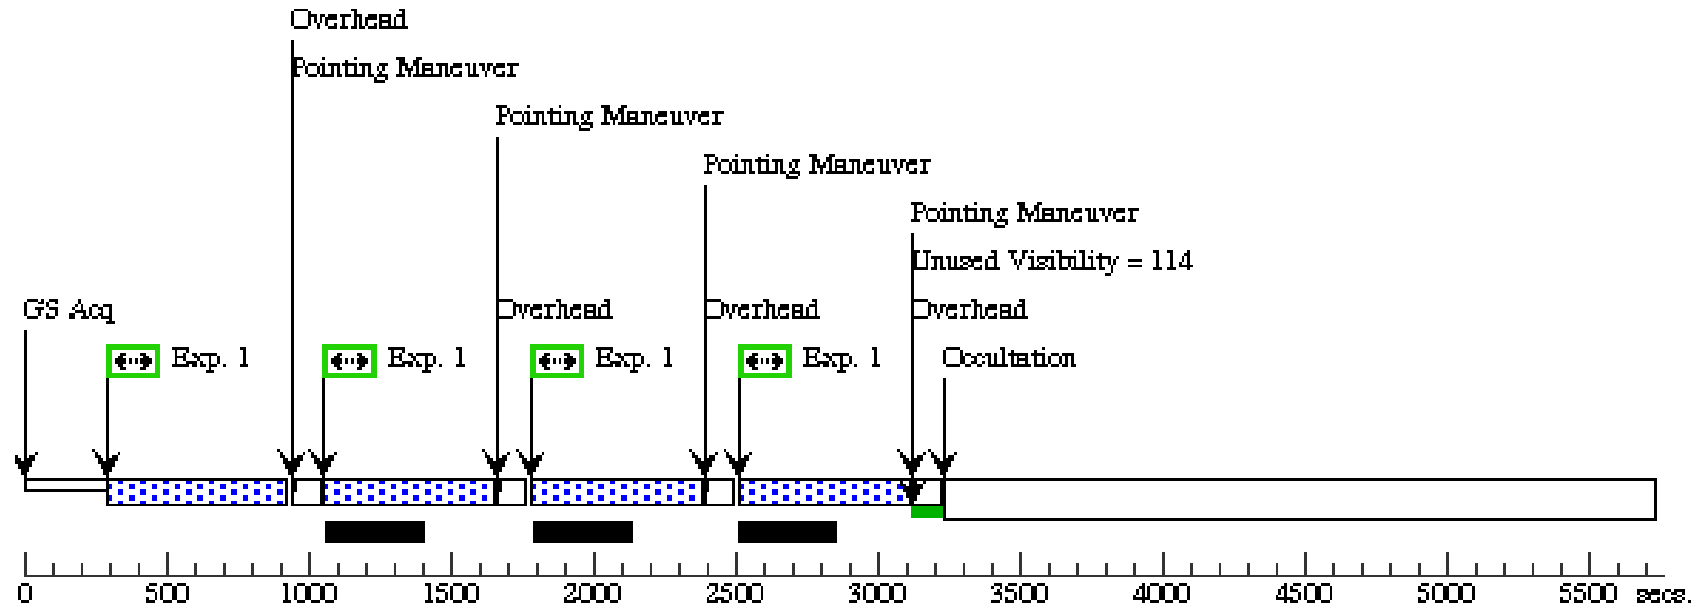 Overhead
Pointing Maneuver
Pointing Maneuver
Pointing Maneuver
Pointing Maneuver
Unused Visibility = 114
GS Acq
Overhead
Overhead
Overhead
Exp. 1
Exp. 1
Exp. 1
Exp. 1
Occultation
0 500 1000 1500 2000 2500 3000 3500 4000 4500 5000 5500 secs.